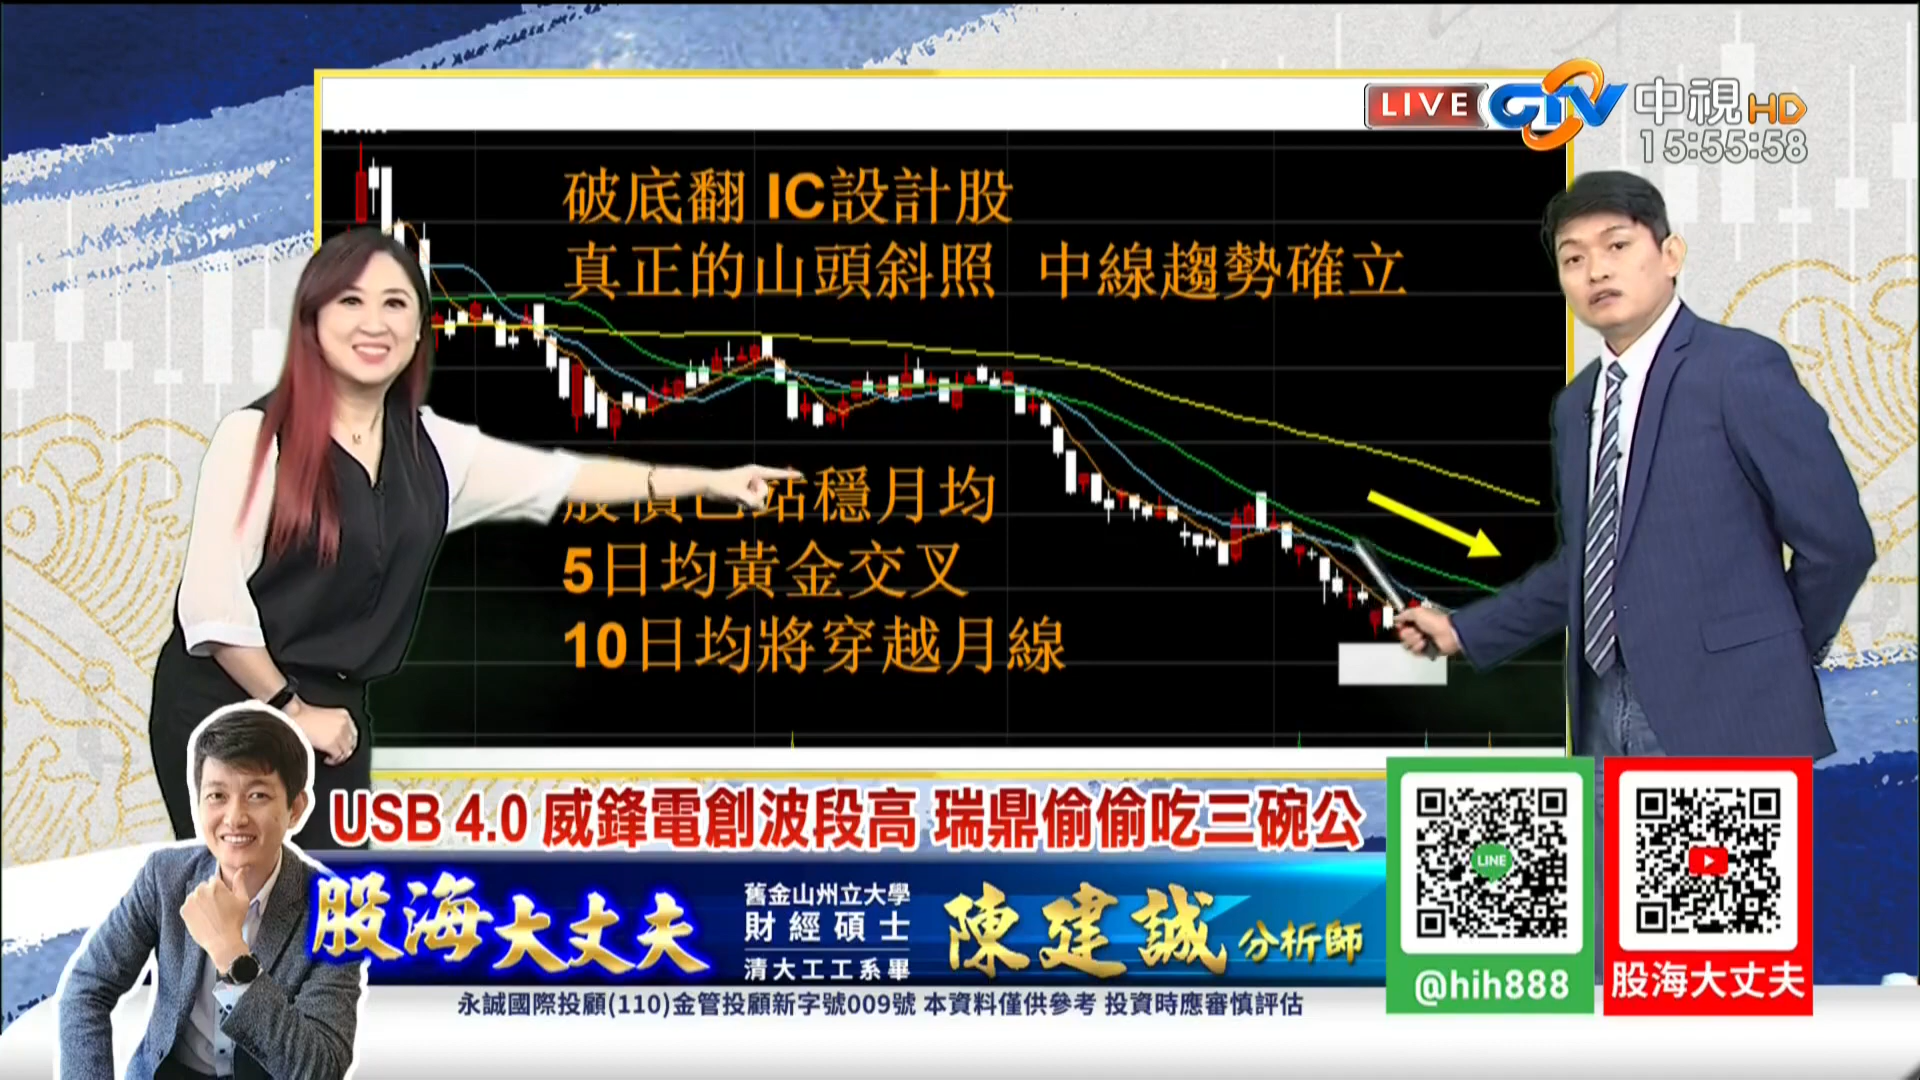 LIVE CTV 中視HD
15:55:58
破底翻 IC設計股
真正的山頭斜照 中線趨勢確立
股價已站穩月均
5日均黃金交叉
10日均將穿越月線
USB 4.0 威鋒電創波段高 瑞鼎偷偷吃三碗公
股海大丈夫
舊金山州立大學
財經碩士
清大工工系畢
陳建誠 分析師
永誠國際投顧(110)金管投顧新字號009號 本資料僅供參考 投資時應審慎評估
LINE
@hih888
股海大丈夫